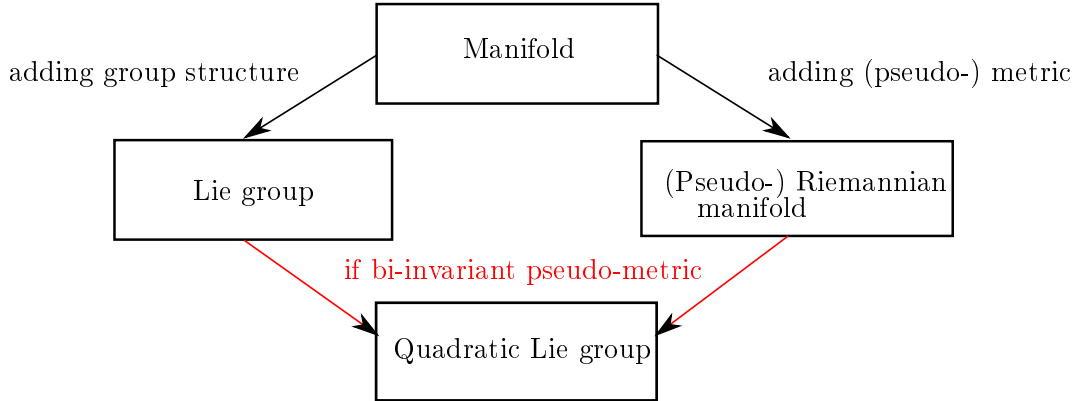 Manifold
adding group structure
adding (pseudo-) metric
Lie group
(Pseudo-) Riemannian
manifold
if bi-invariant pseudo-metric
Quadratic Lie group